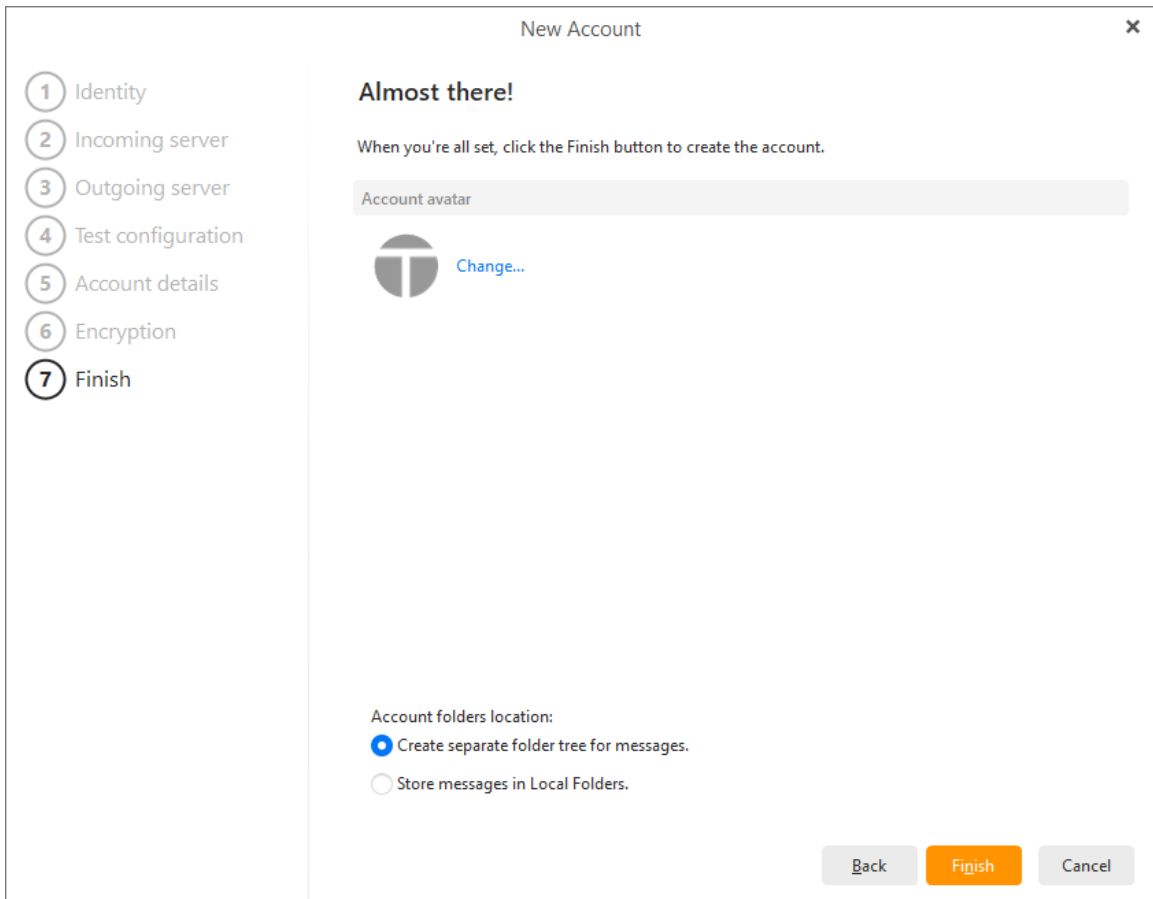 New Account
1 Identity
2 Incoming server
3 Outgoing server
4 Test configuration
5 Account details
6 Encryption
7 Finish
Almost there!
When you're all set, click the Finish button to create the account.
Account avatar
Change...
Account folders location:
Create separate folder tree for messages.
Store messages in Local Folders.
Back Finish Cancel